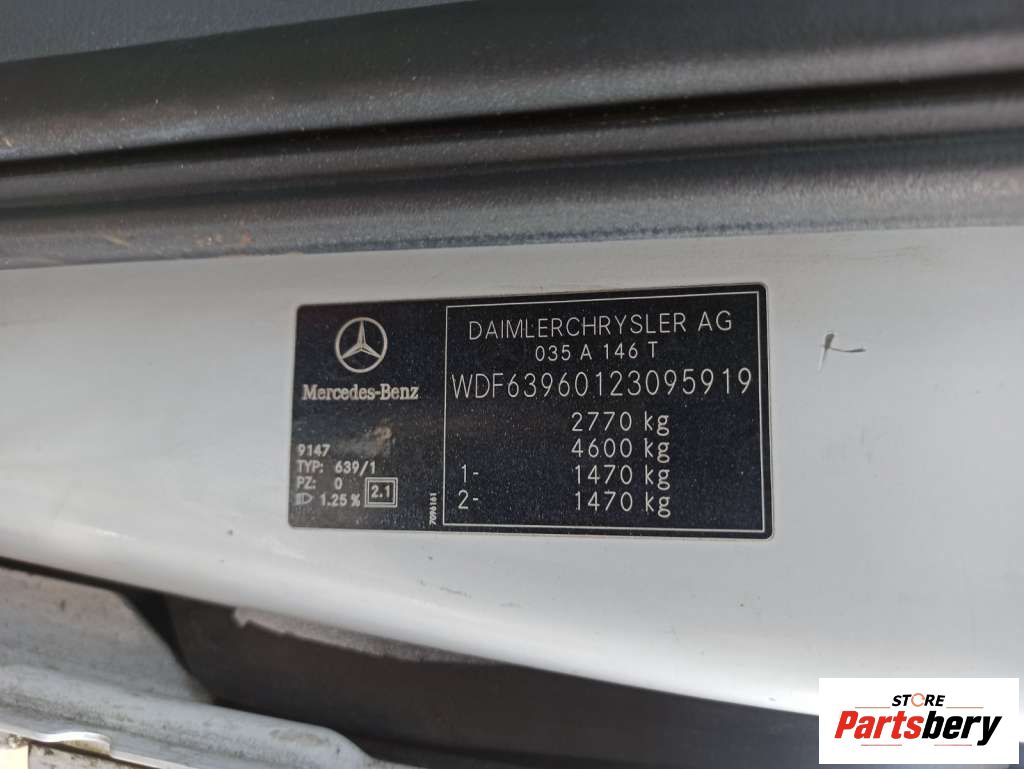 Mercedes-Benz
9147
TYP: 639/1
PZ: 0
1.25 % 2.1
7096161
DAIMLERCHRYSLER AG
035 A 146 T
WDF63960123095919
2770 kg
4600 kg
1- 1470 kg
2- 1470 kg
STORE
Partsbery